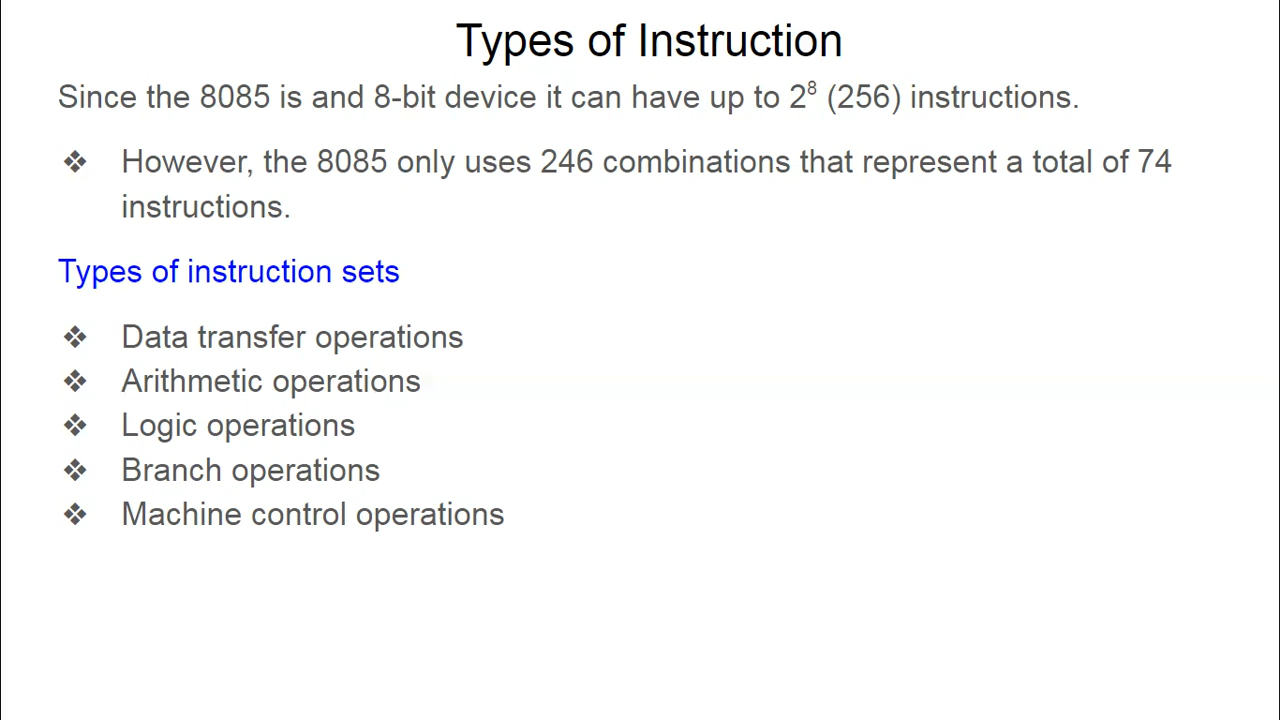 Types of Instruction
Since the 8085 is and 8-bit device it can have up to 2⁸ (256) instructions.
❖ However, the 8085 only uses 246 combinations that represent a total of 74
instructions.
Types of instruction sets
❖ Data transfer operations
❖ Arithmetic operations
❖ Logic operations
❖ Branch operations
❖ Machine control operations